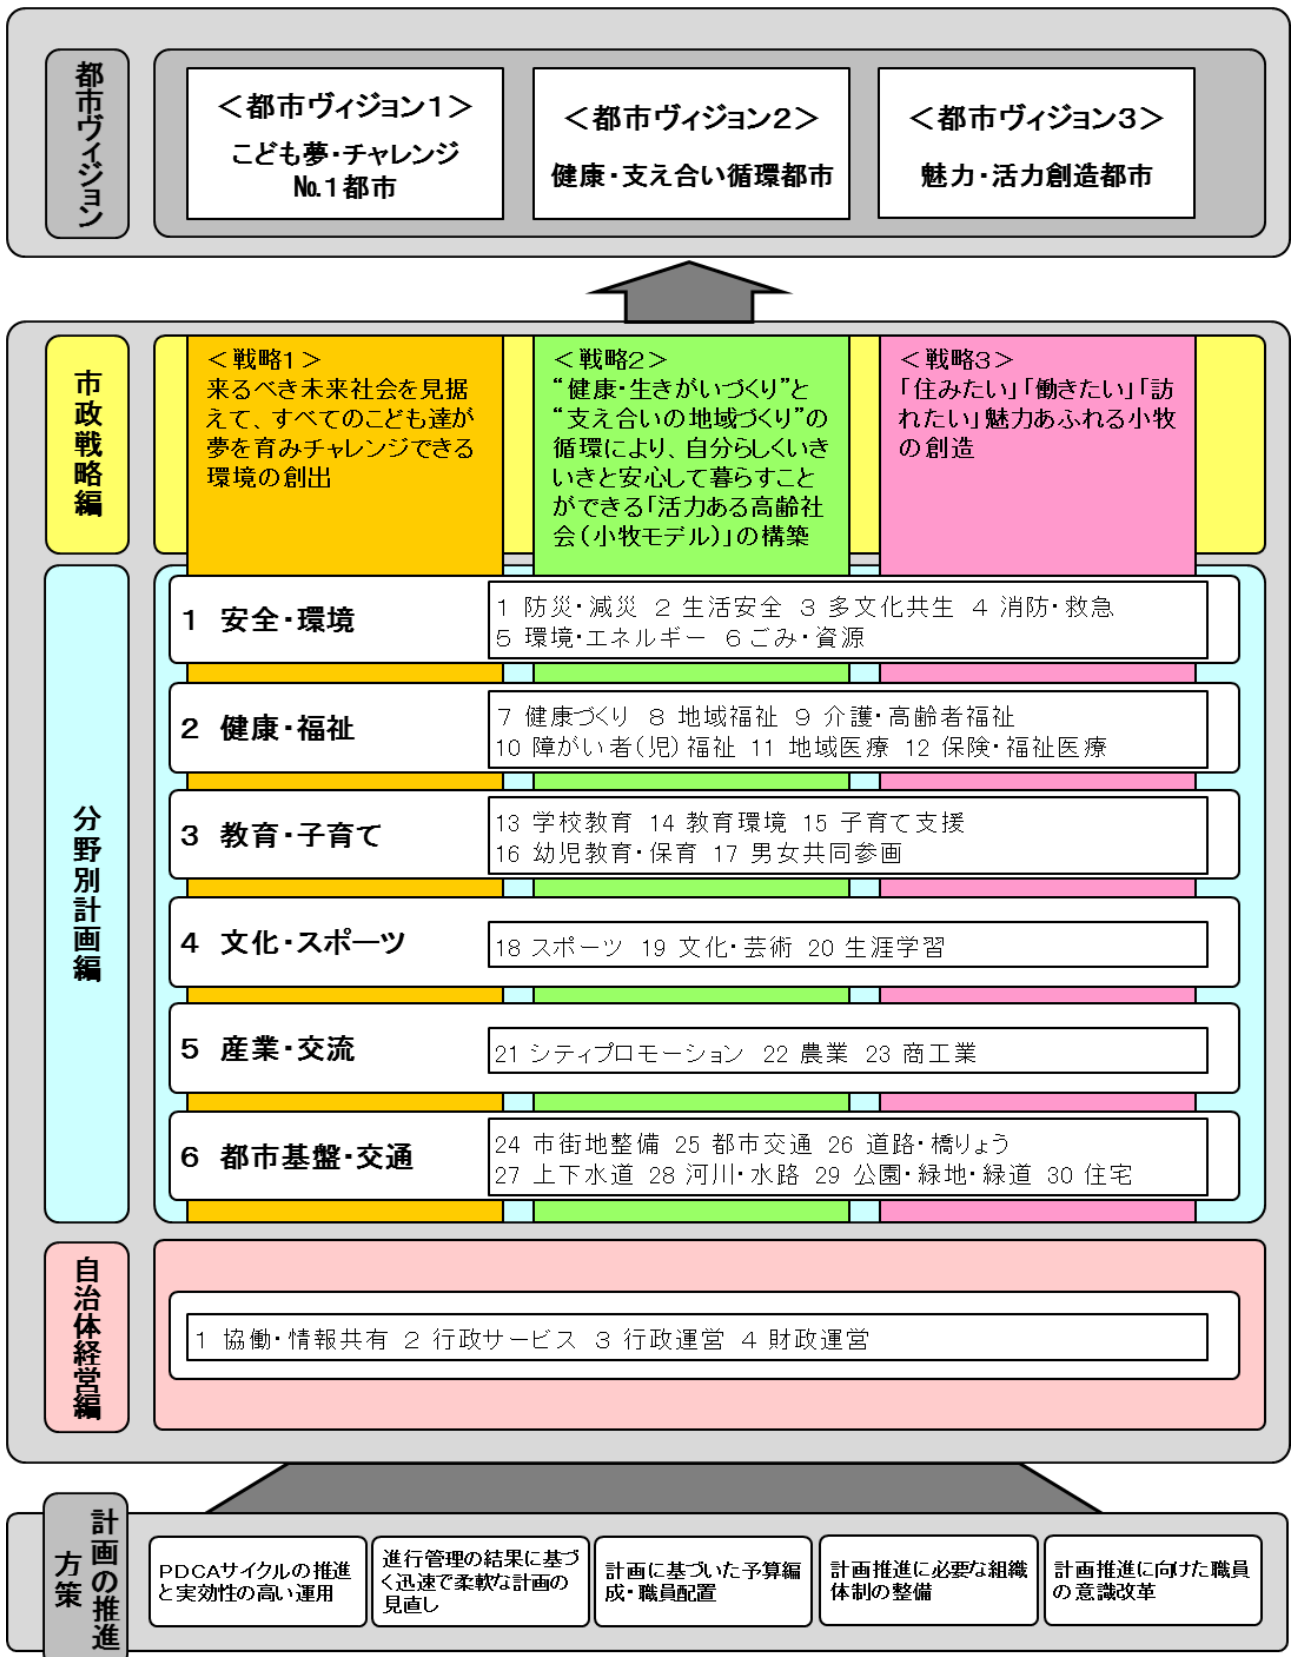 都市ヴィジョン
＜都市ヴィジョン１＞
こども夢・チャレンジ
№１都市
＜都市ヴィジョン２＞
健康・支え合い循環都市
＜都市ヴィジョン３＞
魅力・活力創造都市
市政戦略編
＜戦略１＞
来るべき未来社会を見据
えて、すべてのこども達が
夢を育みチャレンジできる
環境の創出
＜戦略２＞
“健康・生きがいづくり”と
“支え合いの地域づくり”の
循環により、自分らしくいき
いきと安心して暮らすこと
ができる「活力ある高齢社
会（小牧モデル）」の構築
＜戦略３＞
「住みたい」「働きたい」「訪
れたい」魅力あふれる小牧
の創造
分野別計画編
1 安全・環境
1 防災・減災 2 生活安全 3 多文化共生 4 消防・救急
5 環境・エネルギー 6 ごみ・資源
2 健康・福祉
7 健康づくり 8 地域福祉 9 介護・高齢者福祉
10 障がい者（児）福祉 11 地域医療 12 保険・福祉医療
3 教育・子育て
13 学校教育 14 教育環境 15 子育て支援
16 幼児教育・保育 17 男女共同参画
4 文化・スポーツ
18 スポーツ 19 文化・芸術 20 生涯学習
5 産業・交流
21 シティプロモーション 22 農業 23 商工業
6 都市基盤・交通
24 市街地整備 25 都市交通 26 道路・橋りょう
27 上下水道 28 河川・水路 29 公園・緑地・緑道 30 住宅
自治体経営編
1 協働・情報共有 2 行政サービス 3 行政運営 4 財政運営
計画の推進
方策
ＰＤＣＡサイクルの推進
と実効性の高い運用
進行管理の結果に基づ
く迅速で柔軟な計画の
見直し
計画に基づいた予算編
成・職員配置
計画推進に必要な組織
体制の整備
計画推進に向けた職員
の意識改革